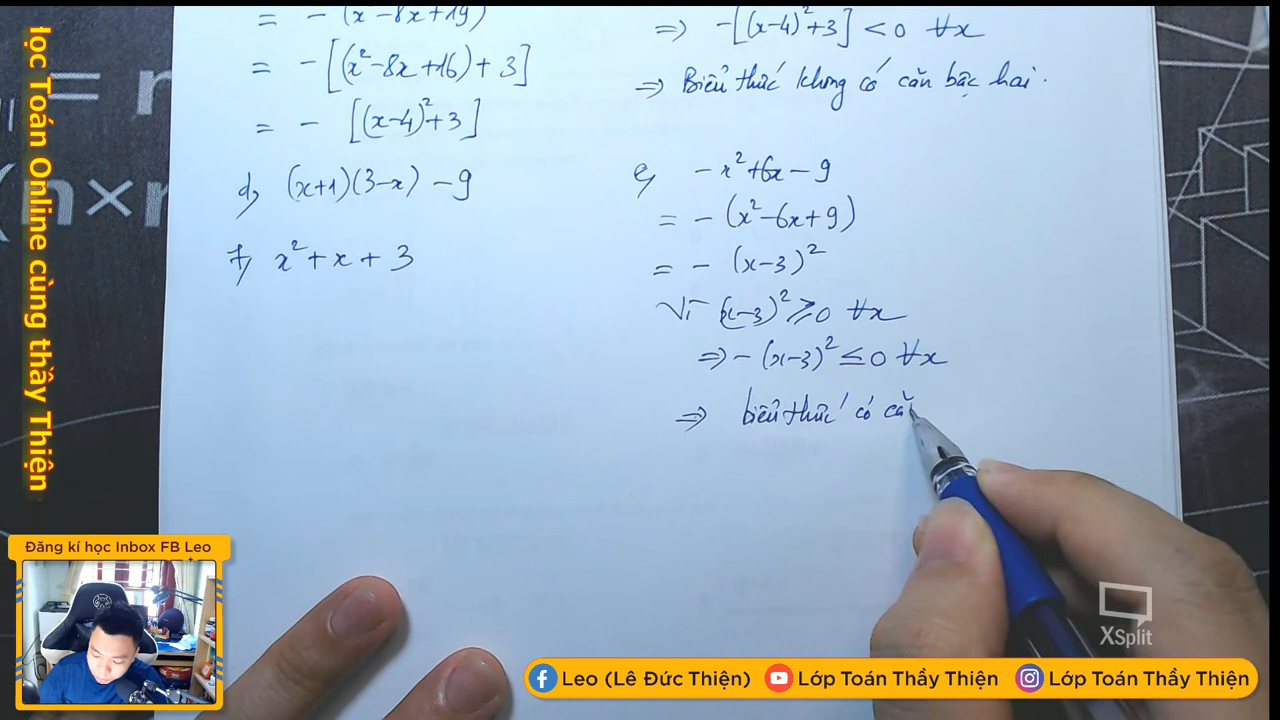 = - (x²-8x+19)
= - [(x²-8x+16)+3]
= - [(x-4)²+3]
d, (x+1)(3-x) -9
f, x²+x+3
=> -[(x-4)²+3] <0 ∀x
=> Biểu thức không có căn bậc hai.
e, -x²+6x-9
= - (x²-6x+9)
= - (x-3)²
Vì (x-3)² ≥0 ∀x
=> - (x-3)² ≤0 ∀x
=> biểu thức có că
Học Toán Online cùng thầy Thiện
Đăng kí học Inbox FB Leo
XSplit
Leo (Lê Đức Thiện)
Lớp Toán Thầy Thiện
Lớp Toán Thầy Thiện